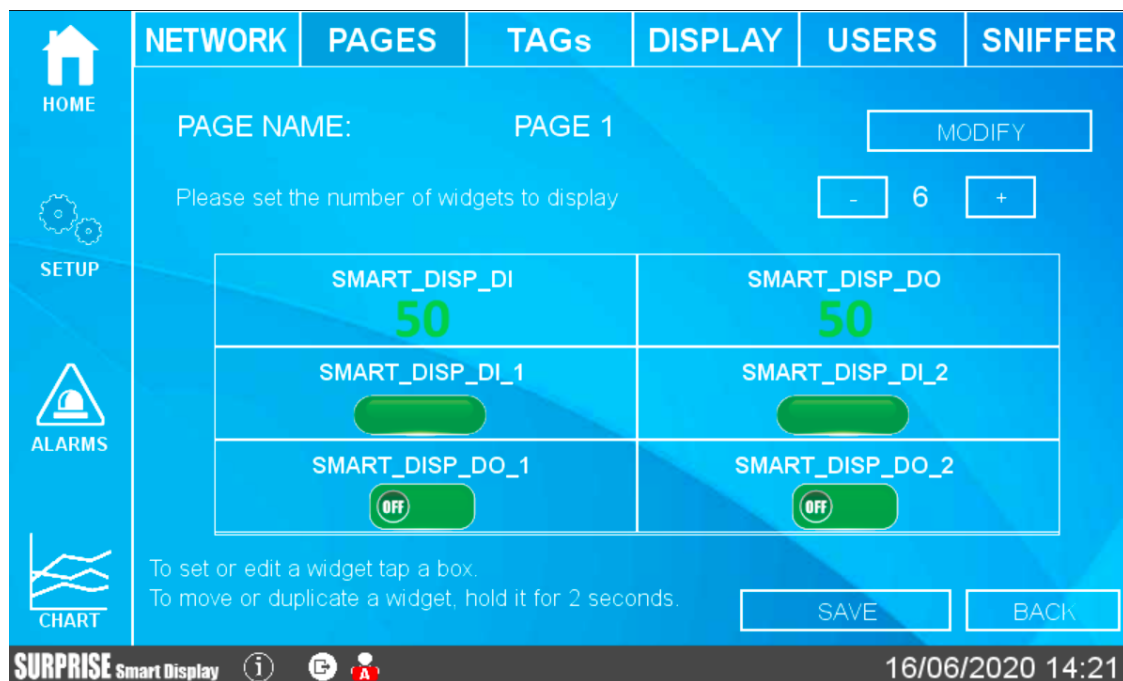 NETWORK PAGES TAGs DISPLAY USERS SNIFFER
HOME
PAGE NAME: PAGE 1 MODIFY
Please set the number of widgets to display - 6 +
SETUP
SMART_DISP_DI SMART_DISP_DO
50 50
SMART_DISP_DI_1 SMART_DISP_DI_2
ALARMS
SMART_DISP_DO_1 SMART_DISP_DO_2
OFF OFF
To set or edit a widget tap a box.
To move or duplicate a widget, hold it for 2 seconds.
SAVE BACK
CHART
SURPRISE Smart Display i A 16/06/2020 14:21